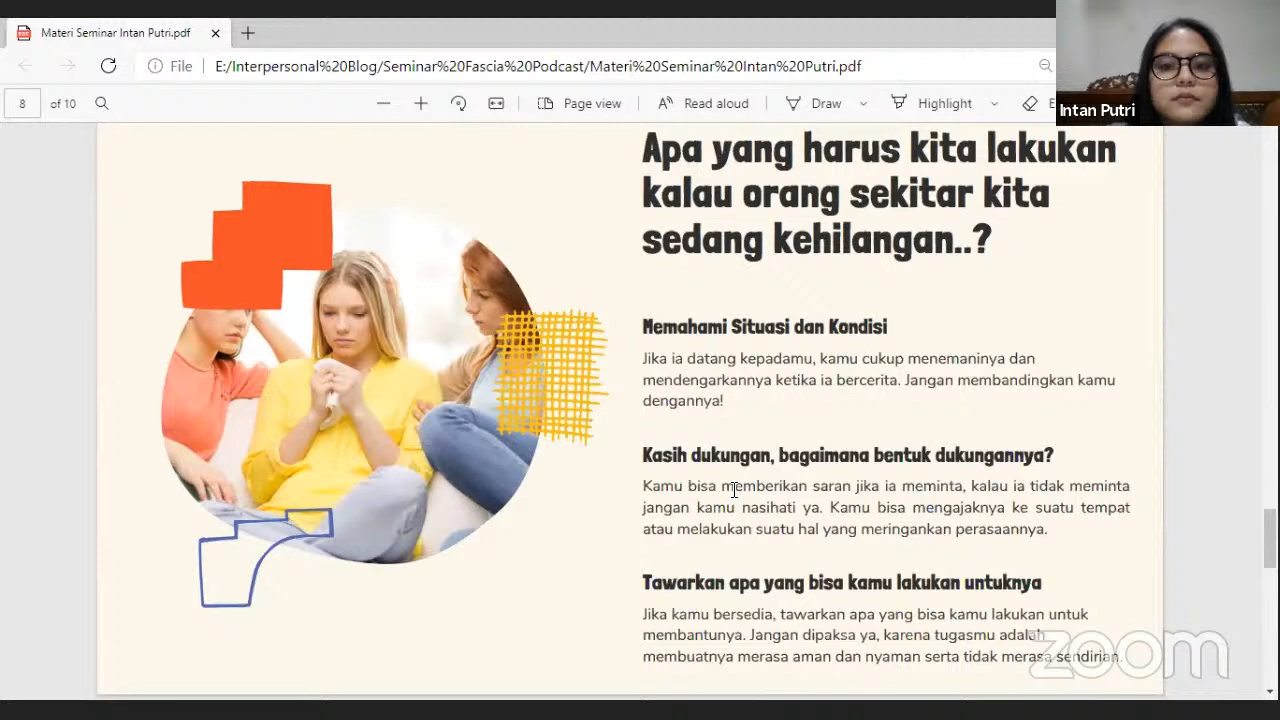 Materi Seminar Intan Putri.pdf
File
E:/Interpersonal%20Blog/Seminar%20Fascia%20Podcast/Materi%20Seminar%20Intan%20Putri.pdf
8 of 10
Page view
Read aloud
Draw
Highlight
Intan Putri
Apa yang harus kita lakukan
kalau orang sekitar kita
sedang kehilangan..?
Memahami Situasi dan Kondisi
Jika ia datang kepadamu, kamu cukup menemaninya dan
mendengarkannya ketika ia bercerita. Jangan membandingkan kamu
dengannya!
Kasih dukungan, bagaimana bentuk dukungannya?
Kamu bisa memberikan saran jika ia meminta, kalau ia tidak meminta
jangan kamu nasihati ya. Kamu bisa mengajaknya ke suatu tempat
atau melakukan suatu hal yang meringankan perasaannya.
Tawarkan apa yang bisa kamu lakukan untuknya
Jika kamu bersedia, tawarkan apa yang bisa kamu lakukan untuk
membantunya. Jangan dipaksa ya, karena tugasmu adalah
membuatnya merasa aman dan nyaman serta tidak merasa sendirian.
zoom